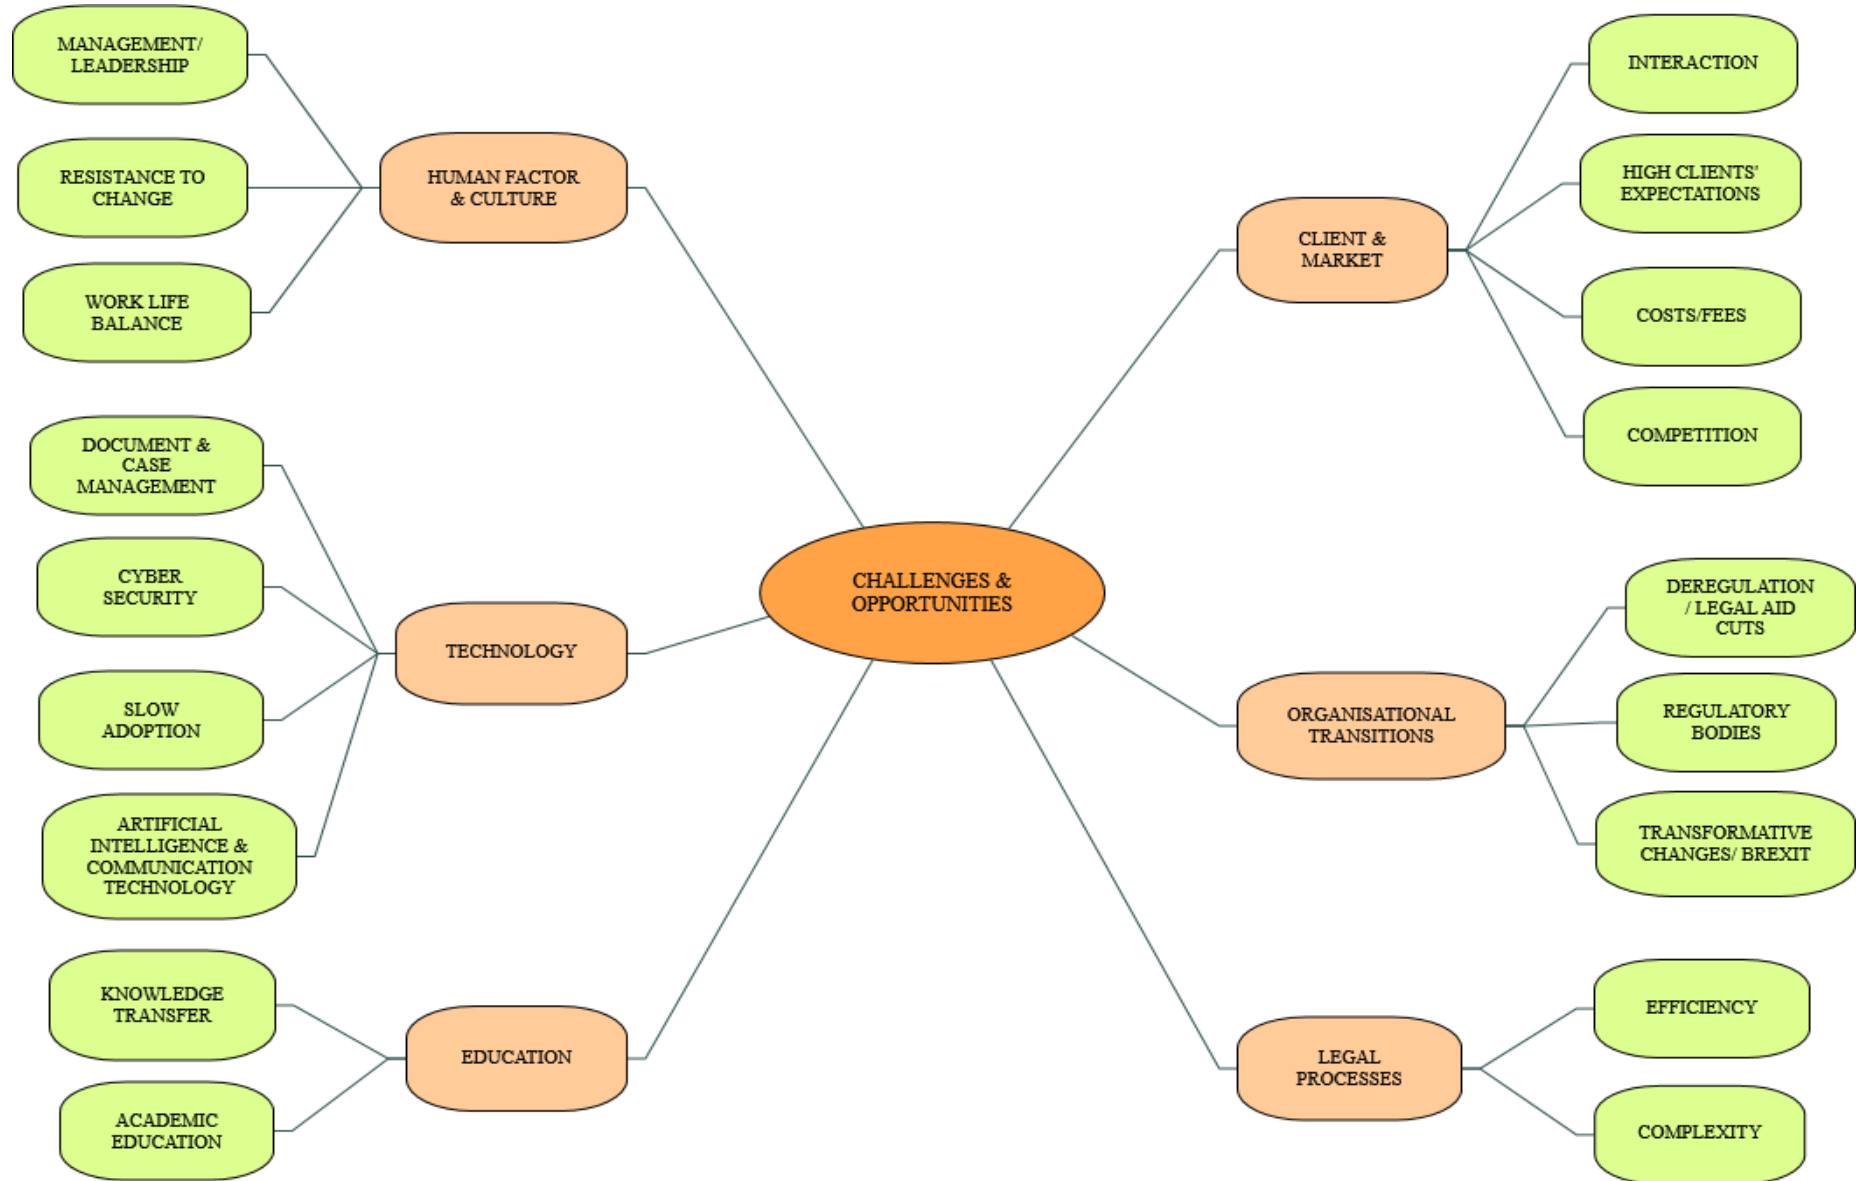 MANAGEMENT/
LEADERSHIP
RESISTANCE TO
CHANGE
WORK LIFE
BALANCE
HUMAN FACTOR
& CULTURE
DOCUMENT &
CASE
MANAGEMENT
CYBER
SECURITY
SLOW
ADOPTION
ARTIFICIAL
INTELLIGENCE &
COMMUNICATION
TECHNOLOGY
TECHNOLOGY
KNOWLEDGE
TRANSFER
ACADEMIC
EDUCATION
EDUCATION
CHALLENGES &
OPPORTUNITIES
CLIENT &
MARKET
INTERACTION
HIGH CLIENTS'
EXPECTATIONS
COSTS/FEES
COMPETITION
ORGANISATIONAL
TRANSITIONS
DEREGULATION
/ LEGAL AID
CUTS
REGULATORY
BODIES
TRANSFORMATIVE
CHANGES/ BREXIT
LEGAL
PROCESSES
EFFICIENCY
COMPLEXITY